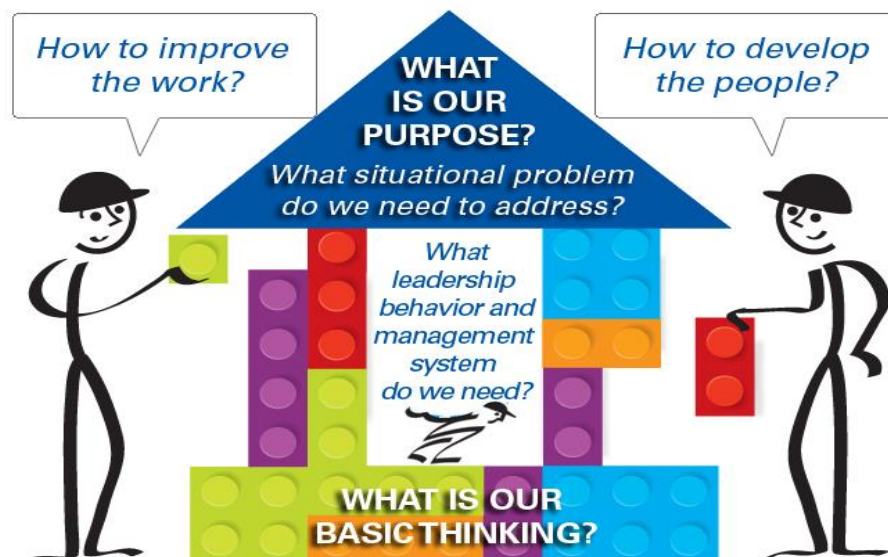 How to improve
the work?
WHAT
IS OUR
PURPOSE?
What situational problem
do we need to address?
How to develop
the people?
What
leadership
behavior and
management
system
do we need?
WHAT IS OUR
BASIC THINKING?